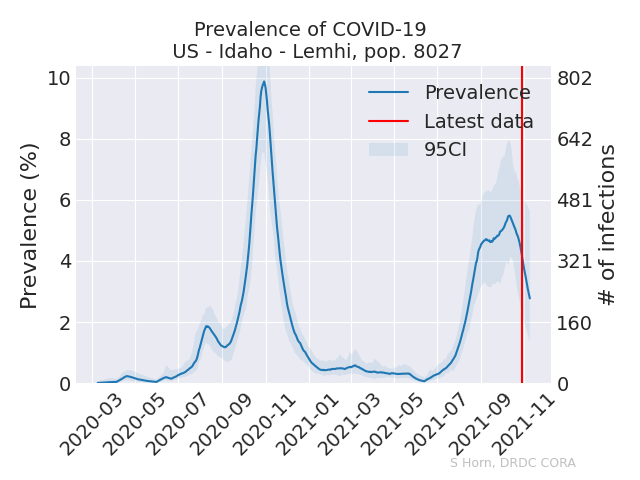 Prevalence of COVID-19
US - Idaho - Lemhi, pop. 8027
Prevalence (%)
10
8
6
4
2
0
802
642
481
321
160
0
# of infections
Prevalence
Latest data
95CI
2020-03
2020-05
2020-07
2020-09
2020-11
2021-01
2021-03
2021-05
2021-07
2021-09
2021-11
S Horn, DRDC CORA